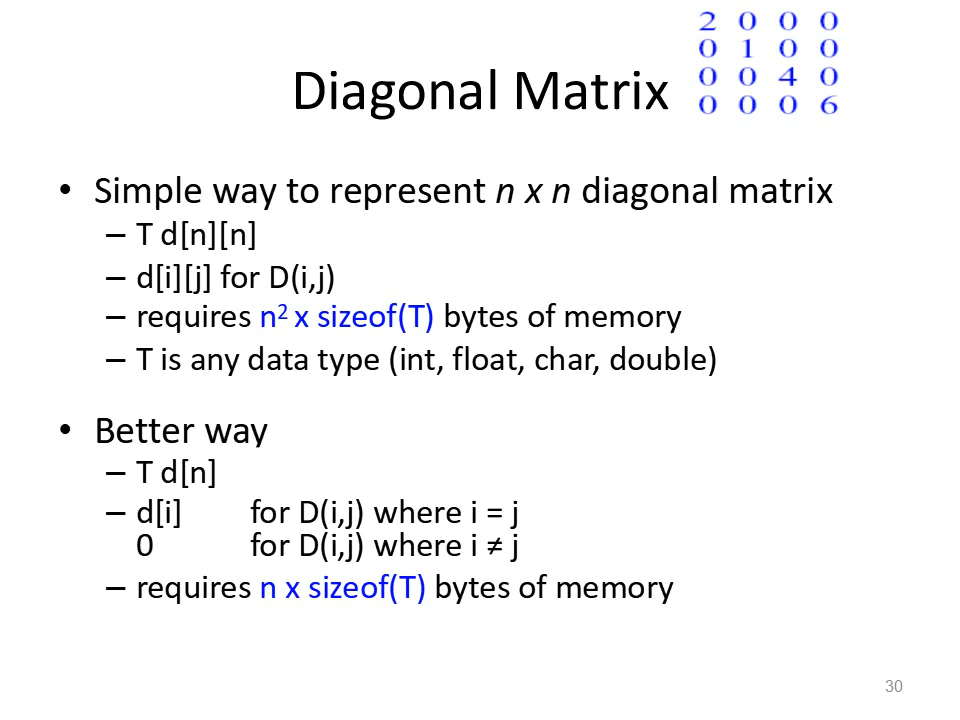 2 0 0 0
0 1 0 0
0 0 4 0
0 0 0 6
Diagonal Matrix
• Simple way to represent n x n diagonal matrix
– T d[n][n]
– d[i][j] for D(i,j)
– requires n² x sizeof(T) bytes of memory
– T is any data type (int, float, char, double)
• Better way
– T d[n]
– d[i] for D(i,j) where i = j
0 for D(i,j) where i ≠ j
– requires n x sizeof(T) bytes of memory
30